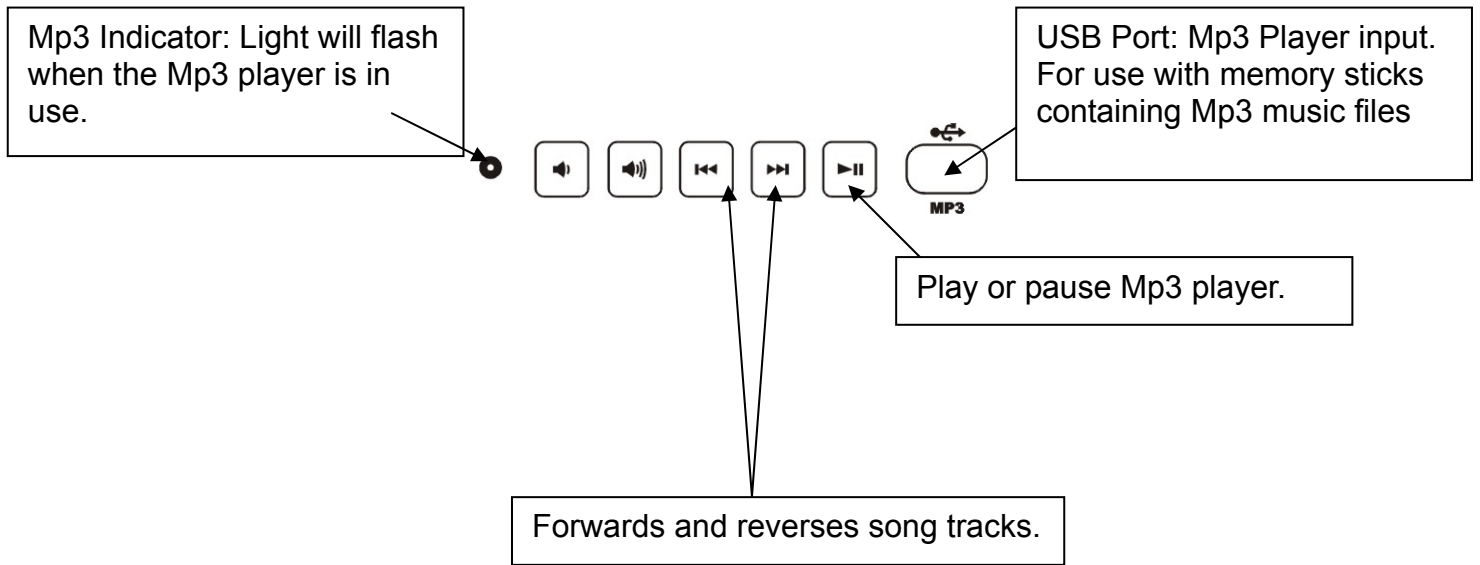 Mp3 Indicator: Light will flash
when the Mp3 player is in
use.
USB Port: Mp3 Player input.
For use with memory sticks
containing Mp3 music files
MP3
Play or pause Mp3 player.
Forwards and reverses song tracks.